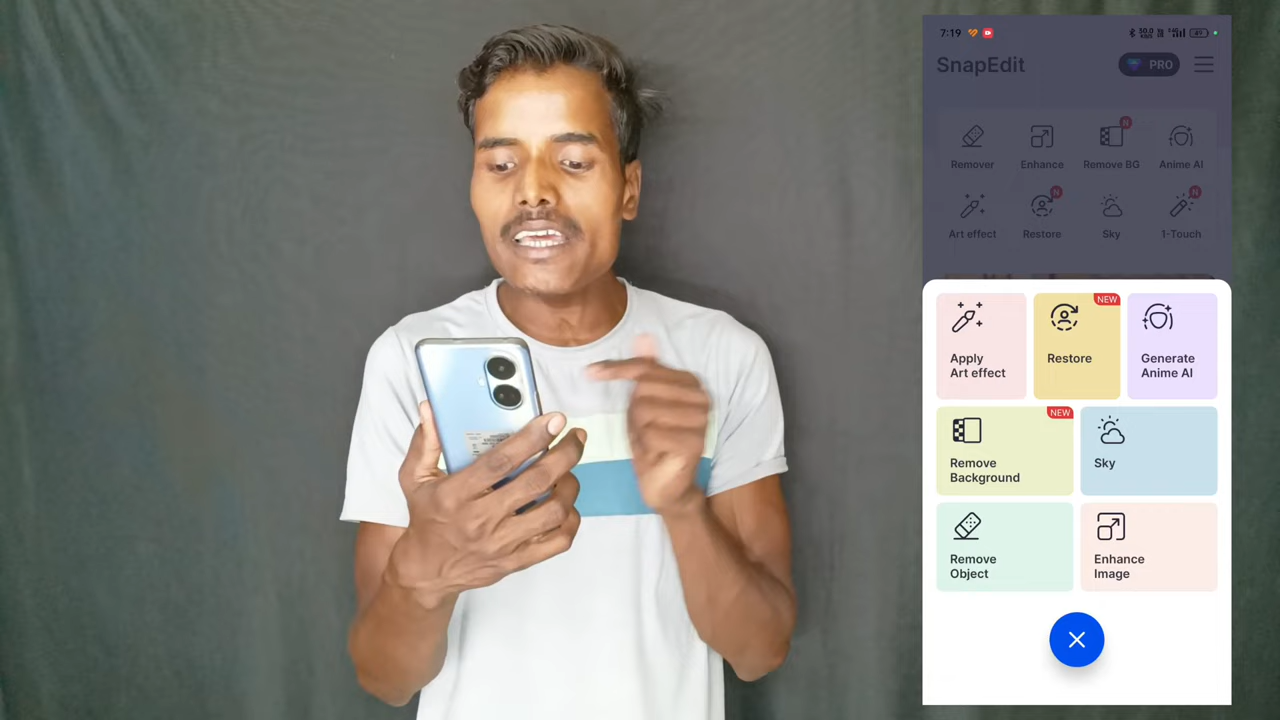 7:19
SnapEdit
PRO
Remover Enhance Remove BG Anime AI
N
Art effect Restore Sky 1-Touch
N N
Apply
Art effect
NEW
Restore
Generate
Anime AI
NEW
Remove
Background
Sky
Remove
Object
Enhance
Image